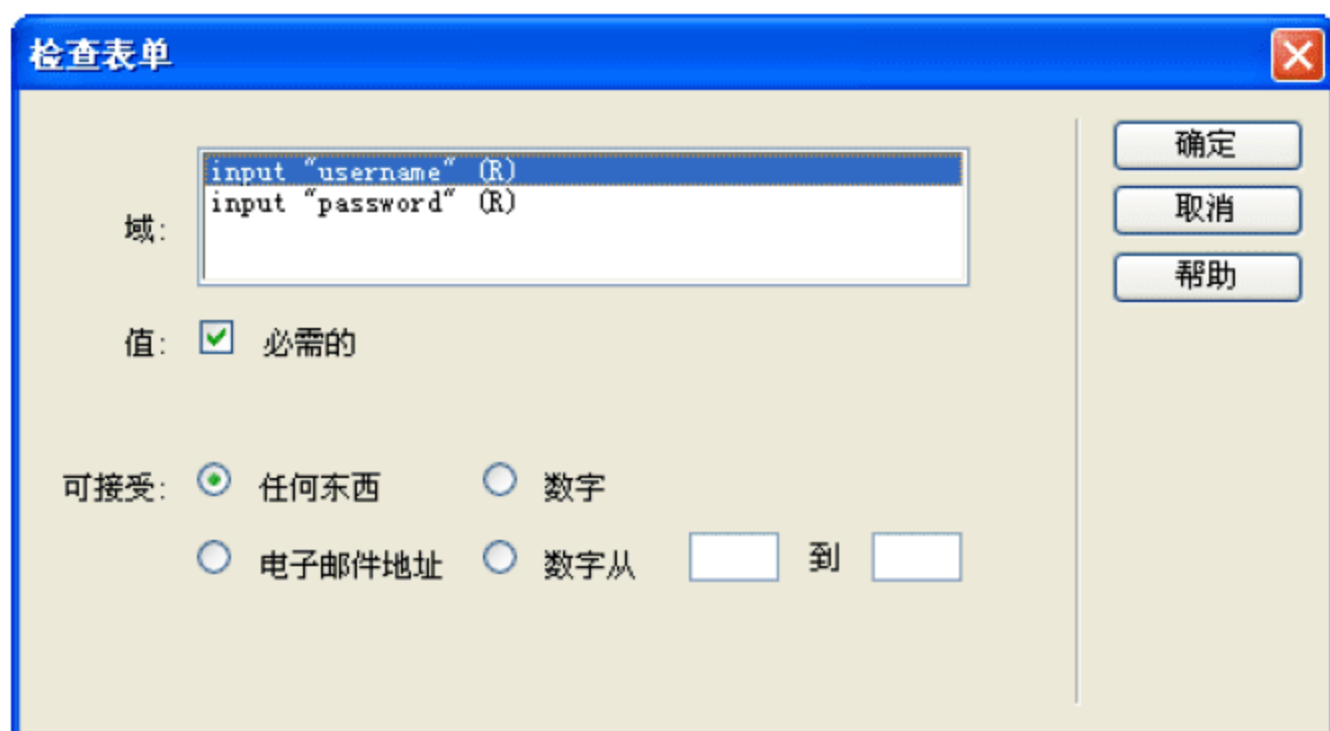 检查表单
input "username" (R)
input "password" (R)
域:
值: 必需的
可接受: 任何东西 数字
电子邮件地址 数字从 到
确定
取消
帮助